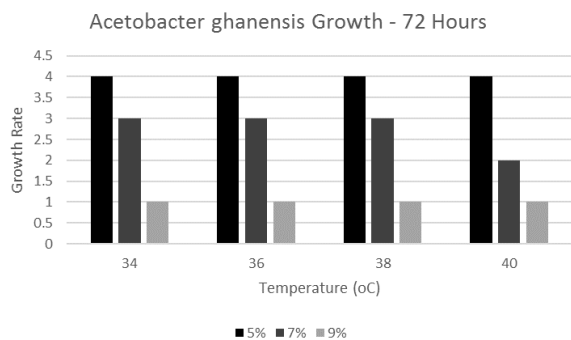 Acetobacter ghanensis Growth - 72 Hours
4.5
4
3.5
3
2.5
2
1.5
1
0.5
0
Growth Rate
34 36 38 40
Temperature (oC)
5% 7% 9%